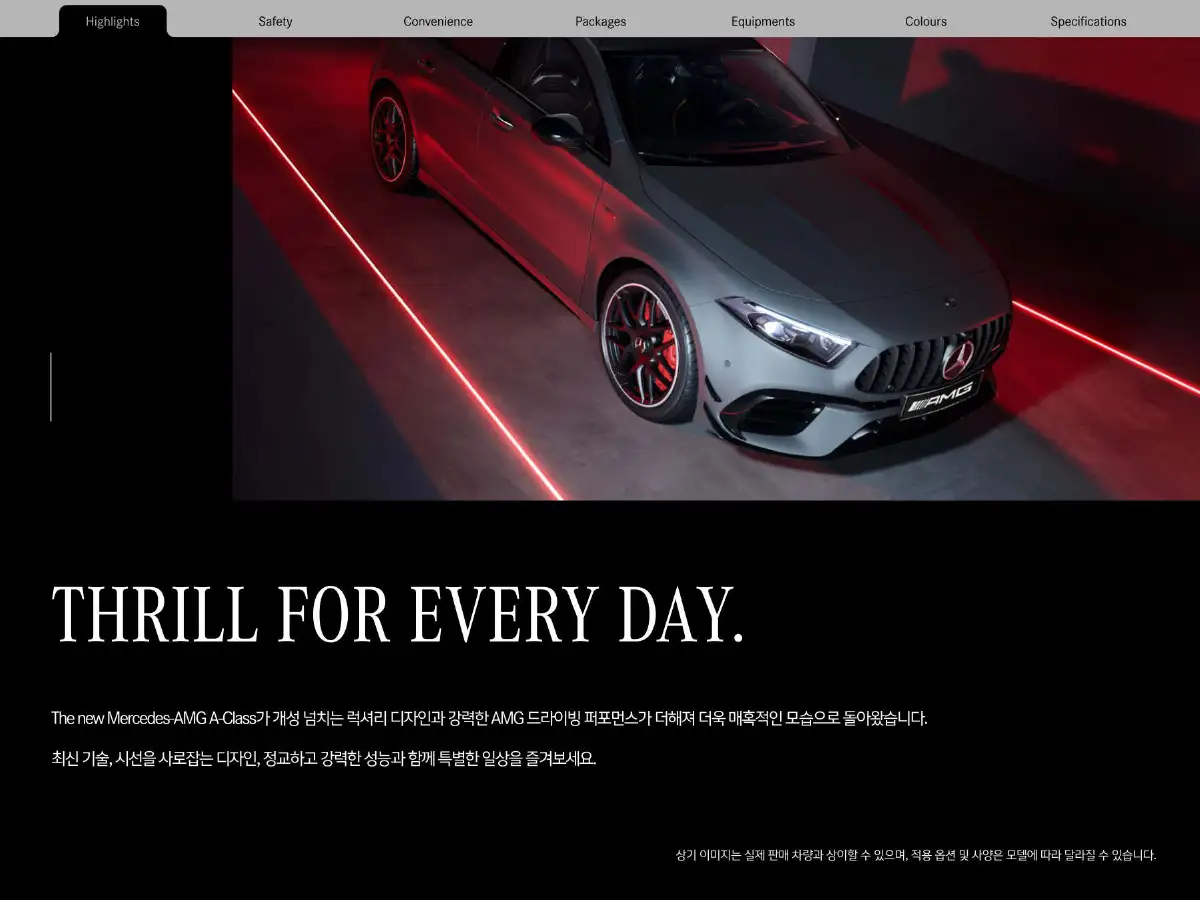 Highlights
Safety
Convenience
Packages
Equipments
Colours
Specifications
AMG
THRILL FOR EVERY DAY.
The new Mercedes-AMG A-Class가 개성 넘치는 럭셔리 디자인과 강력한 AMG 드라이빙 퍼포먼스가 더해져 더욱 매혹적인 모습으로 돌아왔습니다.
최신 기술, 시선을 사로잡는 디자인, 정교하고 강력한 성능과 함께 특별한 일상을 즐겨보세요.
상기 이미지는 실제 판매 차량과 상이할 수 있으며, 적용 옵션 및 사양은 모델에 따라 달라질 수 있습니다.